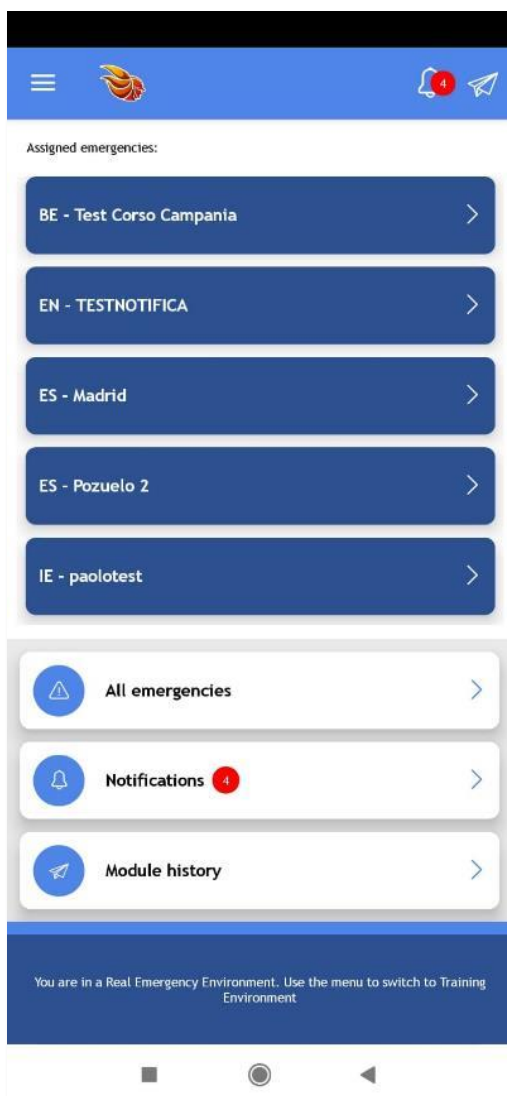 4
Assigned emergencies:
BE - Test Corso Campania
EN - TESTNOTIFICA
ES - Madrid
ES - Pozuelo 2
IE - paolotest
All emergencies
Notifications 4
Module history
You are in a Real Emergency Environment. Use the menu to switch to Training
Environment